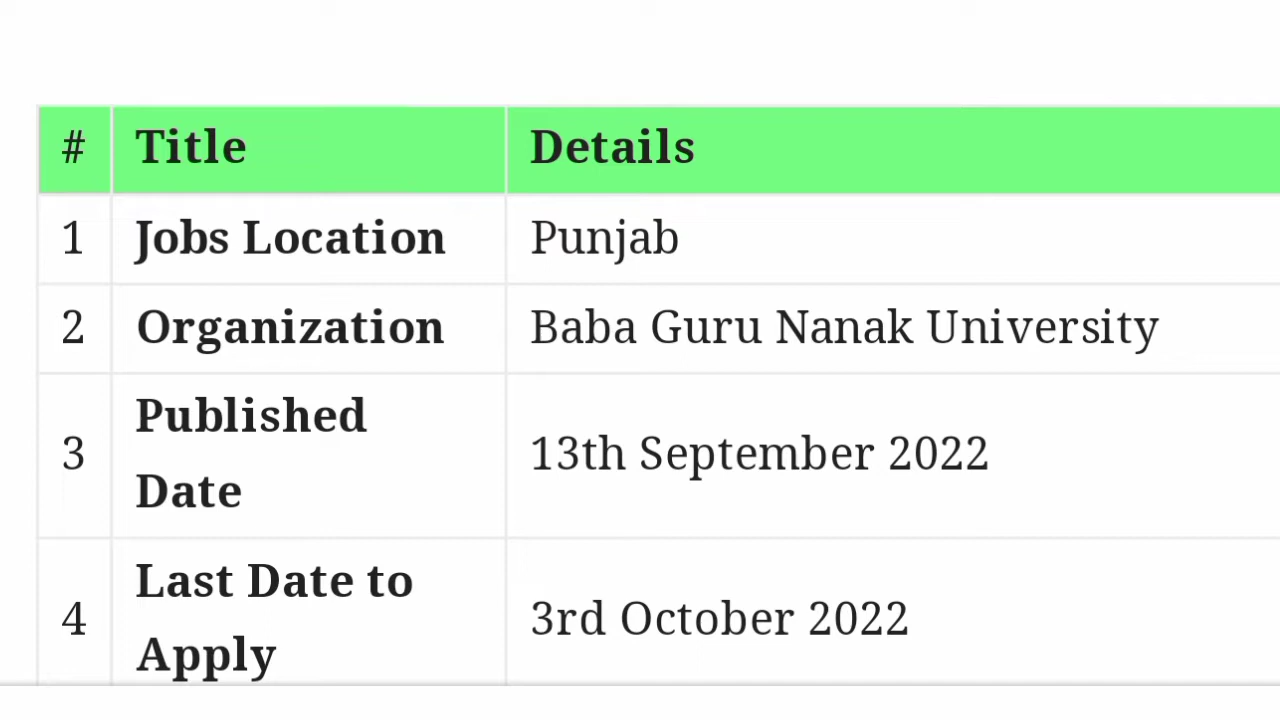 # Title Details
1 Jobs Location Punjab
2 Organization Baba Guru Nanak University
3 Published Date 13th September 2022
4 Last Date to Apply 3rd October 2022